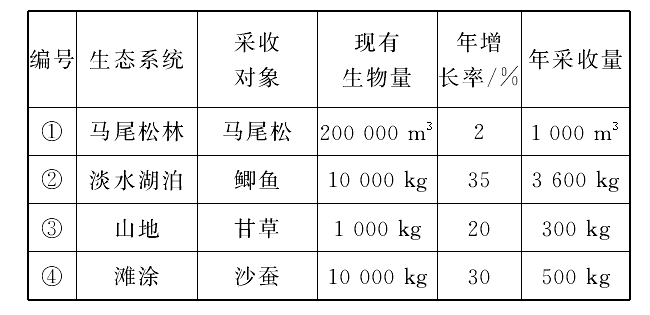 编号 生态系统 采收对象 现有生物量 年增长率/% 年采收量
① 马尾松林 马尾松 200 000 m³ 2 1 000 m³
② 淡水湖泊 鲫鱼 10 000 kg 35 3 600 kg
③ 山地 甘草 1 000 kg 20 300 kg
④ 滩涂 沙蚕 10 000 kg 30 500 kg